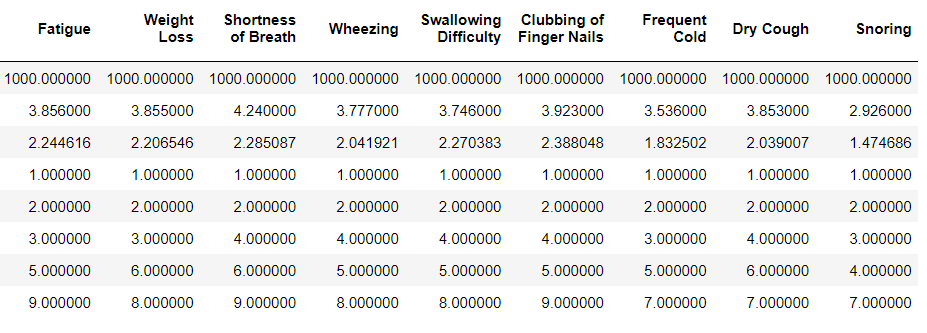 Fatigue Weight Loss Shortness of Breath Wheezing Swallowing Difficulty Clubbing of Finger Nails Frequent Cold Dry Cough Snoring
1000.000000 1000.000000 1000.000000 1000.000000 1000.000000 1000.000000 1000.000000 1000.000000 1000.000000
3.856000 3.855000 4.240000 3.777000 3.746000 3.923000 3.536000 3.853000 2.926000
2.244616 2.206546 2.285087 2.041921 2.270383 2.388048 1.832502 2.039007 1.474686
1.000000 1.000000 1.000000 1.000000 1.000000 1.000000 1.000000 1.000000 1.000000
2.000000 2.000000 2.000000 2.000000 2.000000 2.000000 2.000000 2.000000 2.000000
3.000000 3.000000 4.000000 4.000000 4.000000 4.000000 3.000000 4.000000 3.000000
5.000000 6.000000 6.000000 5.000000 5.000000 5.000000 5.000000 6.000000 4.000000
9.000000 8.000000 9.000000 8.000000 8.000000 9.000000 7.000000 7.000000 7.000000